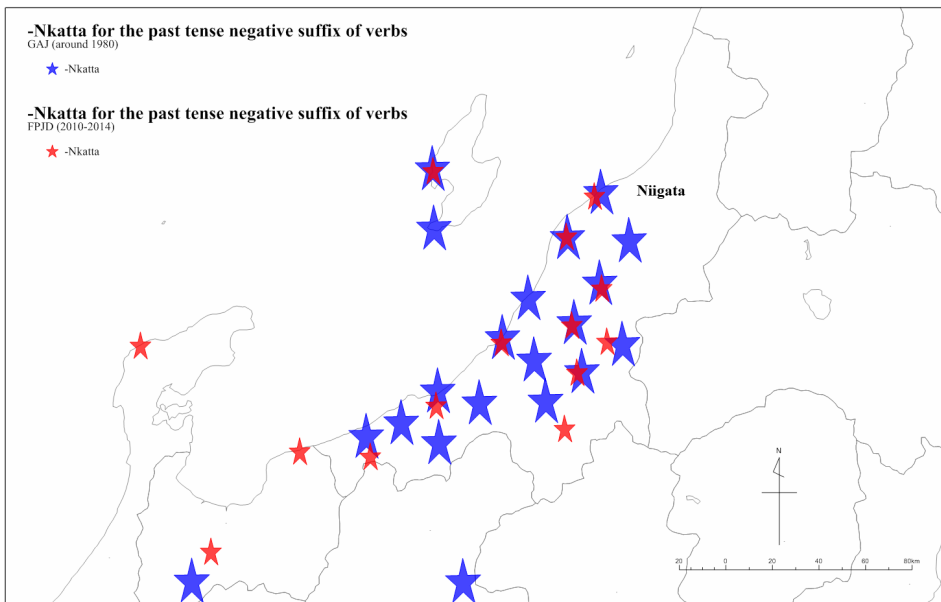 -Nkatta for the past tense negative suffix of verbs
GAJ (around 1980)
-Nkatta
-Nkatta for the past tense negative suffix of verbs
FPJD (2010-2014)
-Nkatta
Niigata
N
20 0 20 40 60 80km